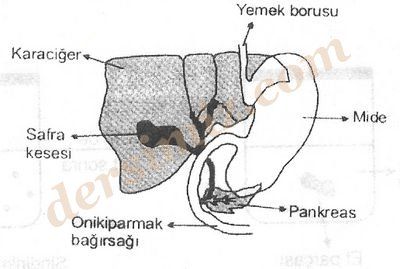 Yemek borusu
Karaciğer
Mide
Safra
kesesi
Pankreas
Onikiparmak
bağırsağı